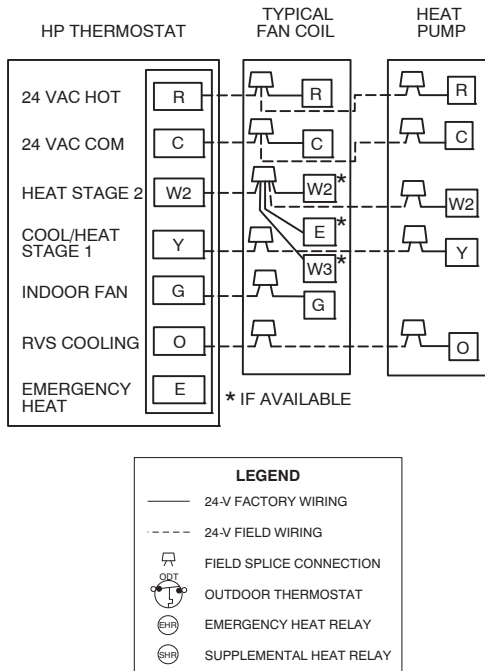 HP THERMOSTAT
TYPICAL
FAN COIL
HEAT
PUMP
24 VAC HOT R R R
24 VAC COM C C C
HEAT STAGE 2 W2 W2* W2
E*
COOL/HEAT
STAGE 1 Y W3* Y
INDOOR FAN G G
RVS COOLING O O
EMERGENCY
HEAT E
* IF AVAILABLE
LEGEND
24-V FACTORY WIRING
24-V FIELD WIRING
FIELD SPLICE CONNECTION
ODT
OUTDOOR THERMOSTAT
EHR EMERGENCY HEAT RELAY
SHR SUPPLEMENTAL HEAT RELAY